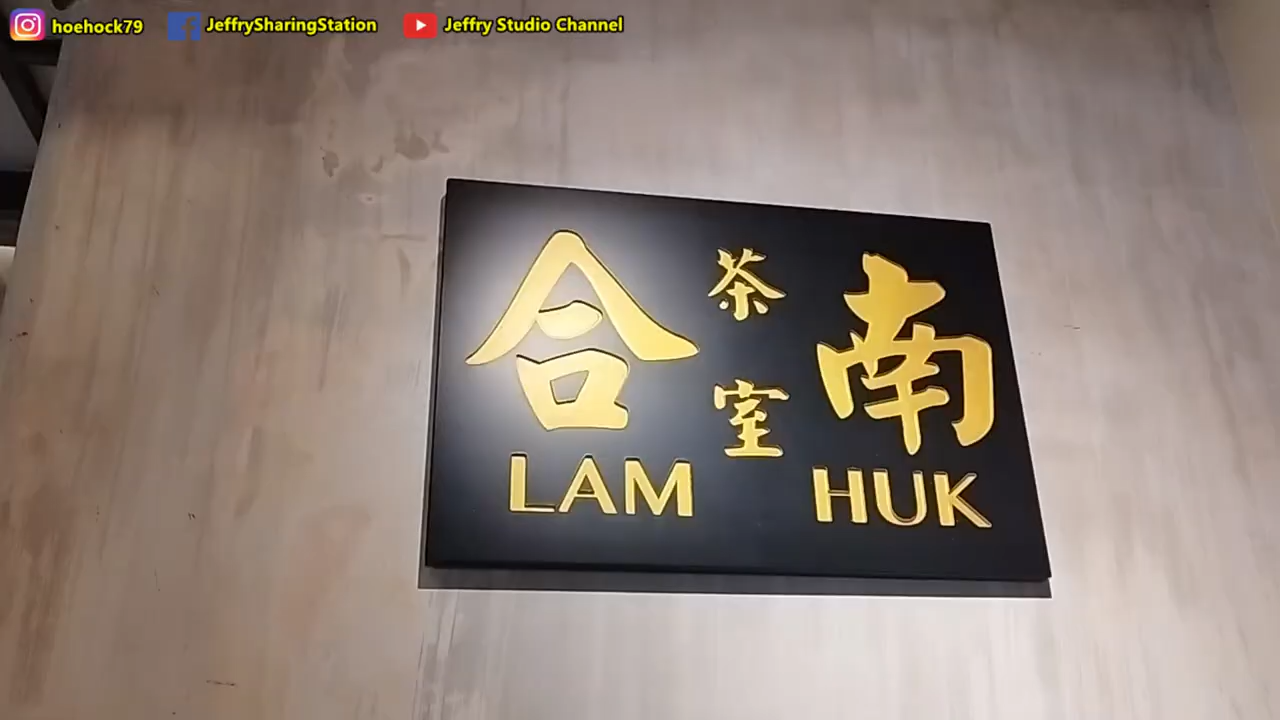 hoehock79 JeffrySharingStation Jeffry Studio Channel
合 茶室 南
LAM HUK